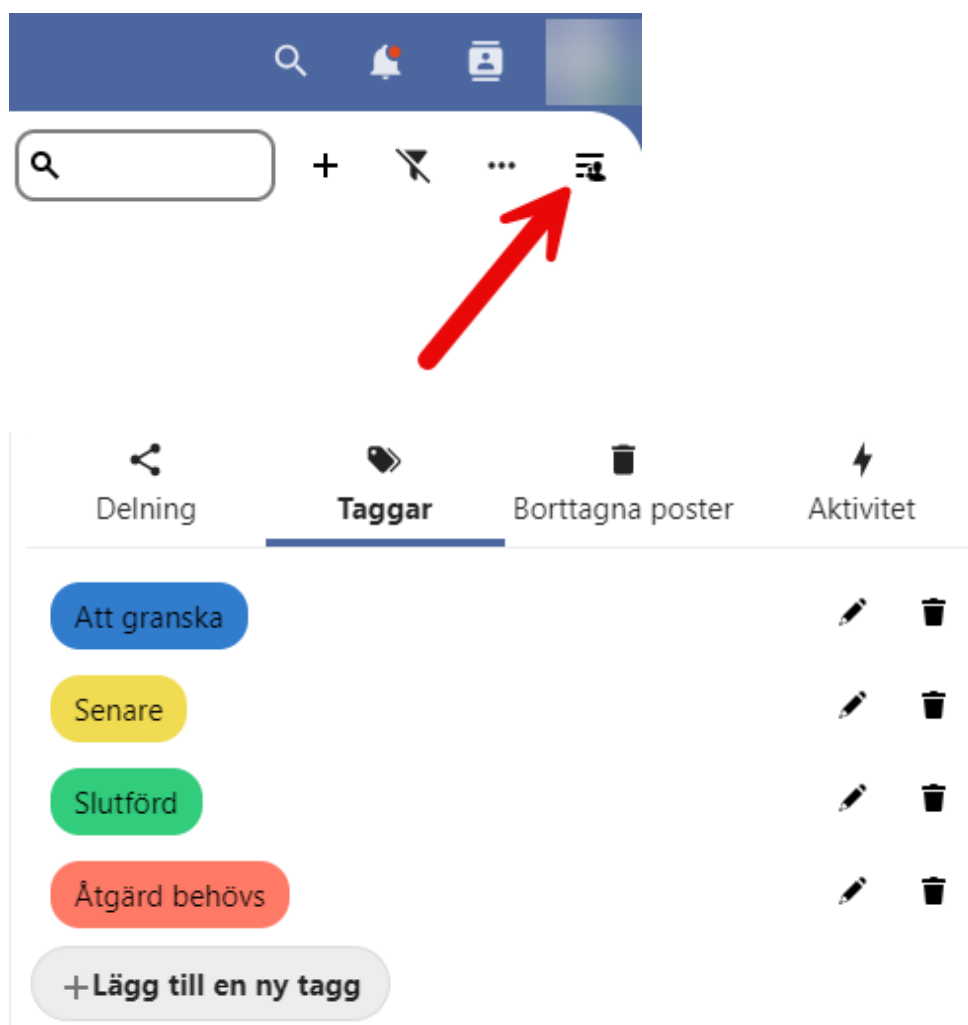 Delning Taggar Borttagna poster Aktivitet
Att granska
Senare
Slutförd
Åtgärd behövs
+Lägg till en ny tagg